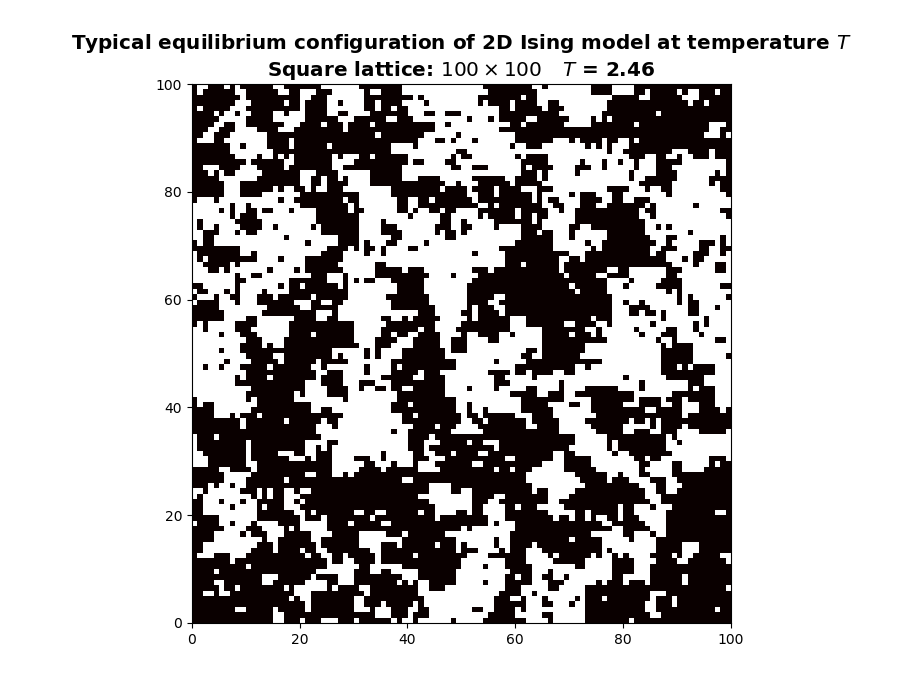 Typical equilibrium configuration of 2D Ising model at temperature T
Square lattice: 100 × 100 T = 2.46
100
80
60
40
20
0
0 20 40 60 80 100